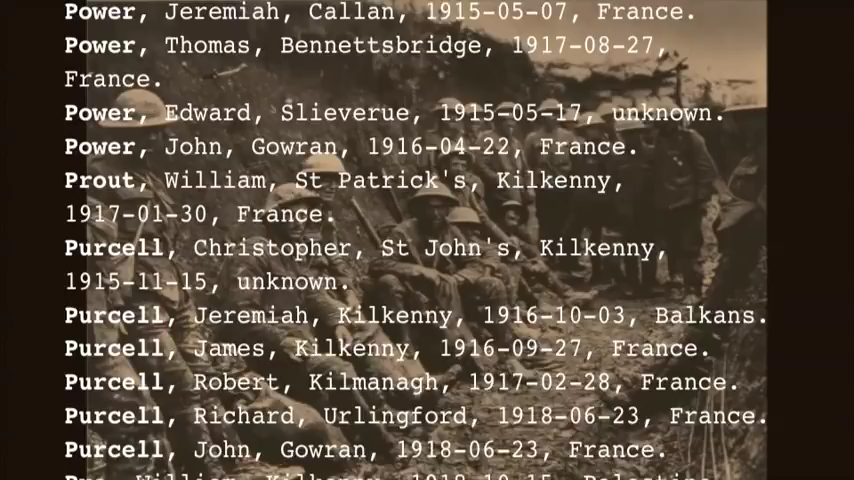 Power, Jeremiah, Callan, 1915-05-07, France.
Power, Thomas, Bennettsbridge, 1917-08-27,
France.
Power, Edward, Slieverue, 1915-05-17, unknown.
Power, John, Gowran, 1916-04-22, France.
Prout, William, St Patrick's, Kilkenny,
1917-01-30, France.
Purcell, Christopher, St John's, Kilkenny,
1915-11-15, unknown.
Purcell, Jeremiah, Kilkenny, 1916-10-03, Balkans.
Purcell, James, Kilkenny, 1916-09-27, France.
Purcell, Robert, Kilmanagh, 1917-02-28, France.
Purcell, Richard, Urlingford, 1918-06-23, France.
Purcell, John, Gowran, 1918-06-23, France.
William, Kilkenny, Palestine.